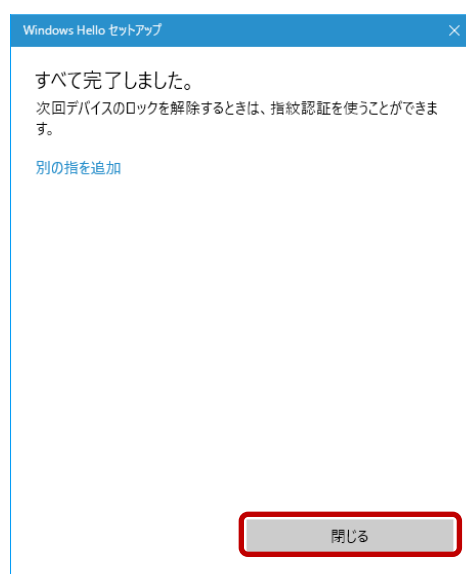 Windows Hello セットアップ
すべて完了しました。
次回デバイスのロックを解除するときは、指紋認証を使うことができま
す。
別の指を追加
閉じる